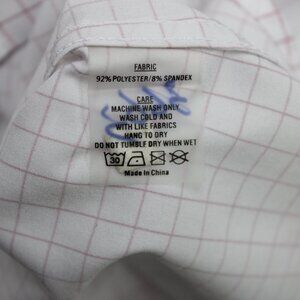 FABRIC
92% POLYESTER/8% SPANDEX
CARE
MACHINE WASH ONLY
WASH COLD AND
WITH LIKE FABRICS
HANG TO DRY
DO NOT TUMBLE DRY WHEN WET
30
Made In China